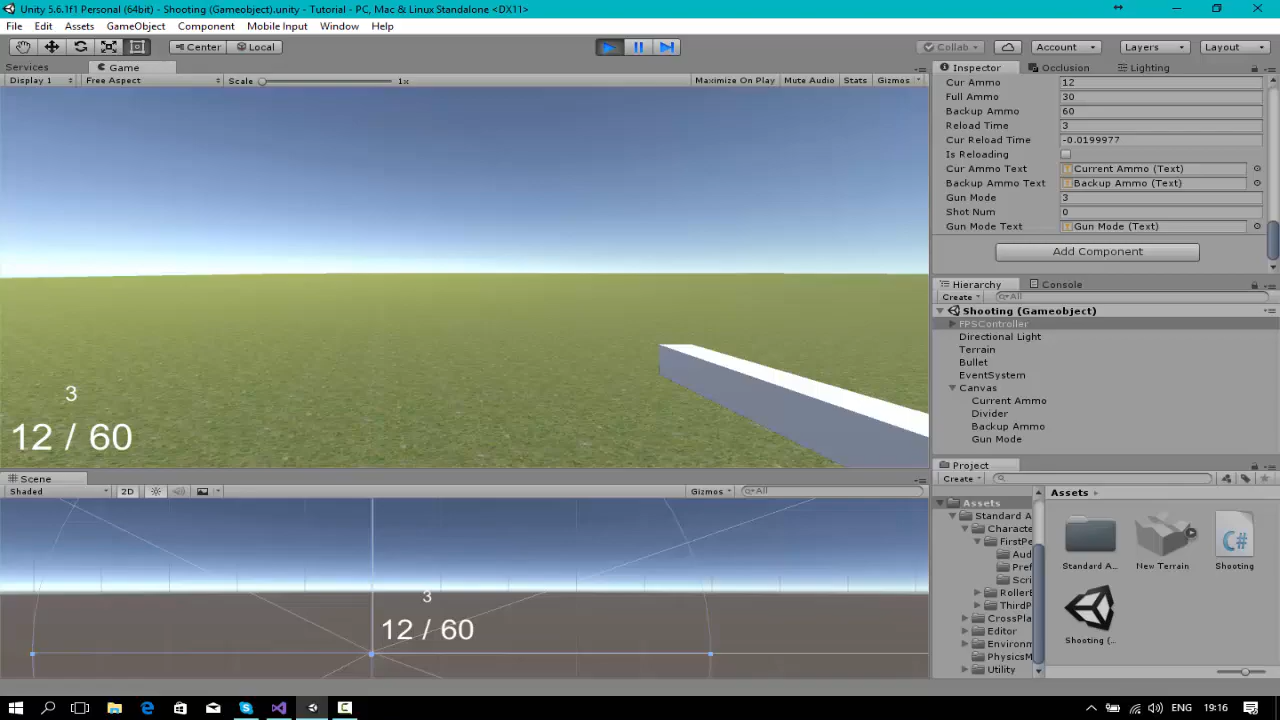 Unity 5.6.1f1 Personal (64bit) - Shooting (Gameobject).unity - Tutorial - PC, Mac & Linux Standalone <DX11>
File Edit Assets GameObject Component Mobile Input Window Help
Center Local Collab Account Layers Layout
Services Game
Display 1 Free Aspect Scale 1x Maximize On Play Mute Audio Stats Gizmos
3
12 / 60
Scene
Shaded 2D Gizmos All
3
12 / 60
Inspector Occlusion Lighting
Cur Ammo 12
Full Ammo 30
Backup Ammo 60
Reload Time 3
Cur Reload Time -0.0199977
Is Reloading
Cur Ammo Text Current Ammo (Text)
Backup Ammo Text Backup Ammo (Text)
Gun Mode 3
Shot Num 0
Gun Mode Text Gun Mode (Text)
Add Component
Hierarchy Console
Create All
Shooting (Gameobject)
FPSController
Directional Light
Terrain
Bullet
EventSystem
Canvas
Current Ammo
Divider
Backup Ammo
Gun Mode
Project
Create
Assets
Standard A
Characte
FirstPe
Aud
Pref
Scri
RollerE
ThirdP
CrossPla
Editor
Environm
PhysicsM
Utility
Assets
Standard A...
New Terrain
C#
Shooting
Shooting (...
ENG 19:16